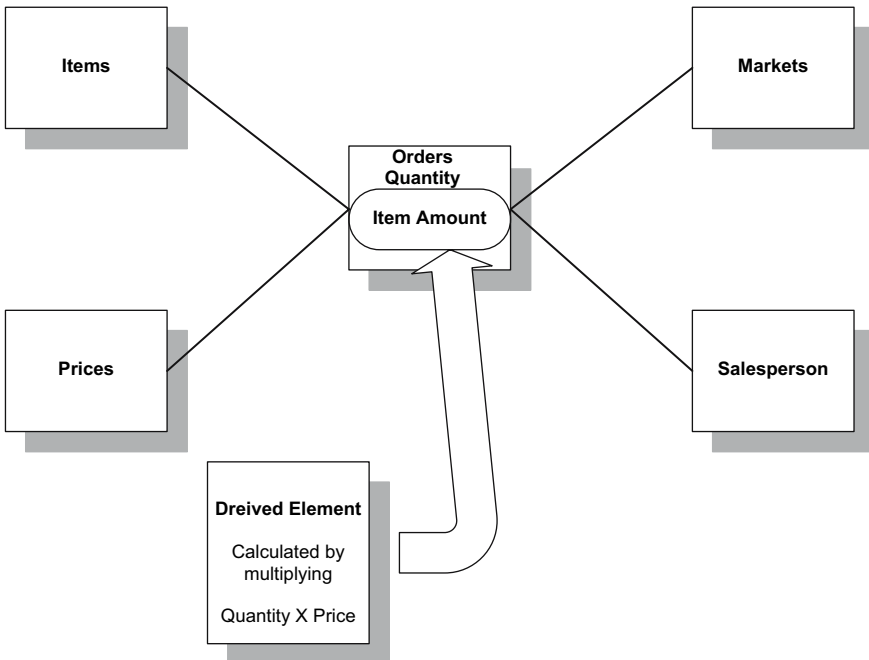 Items
Markets
Orders
Quantity
Item Amount
Prices
Salesperson
Dreived Element
Calculated by
multiplying
Quantity X Price